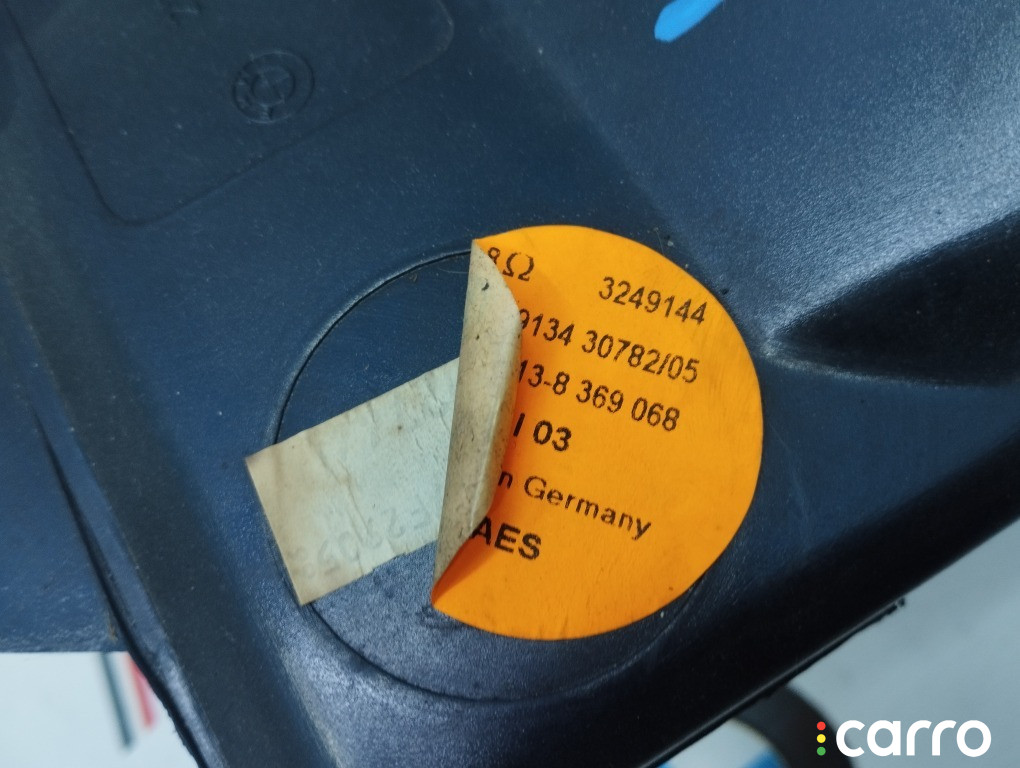 8Ω 3249144
9134 30782/05
13-8 369 068
I 03
n Germany
AES
carro